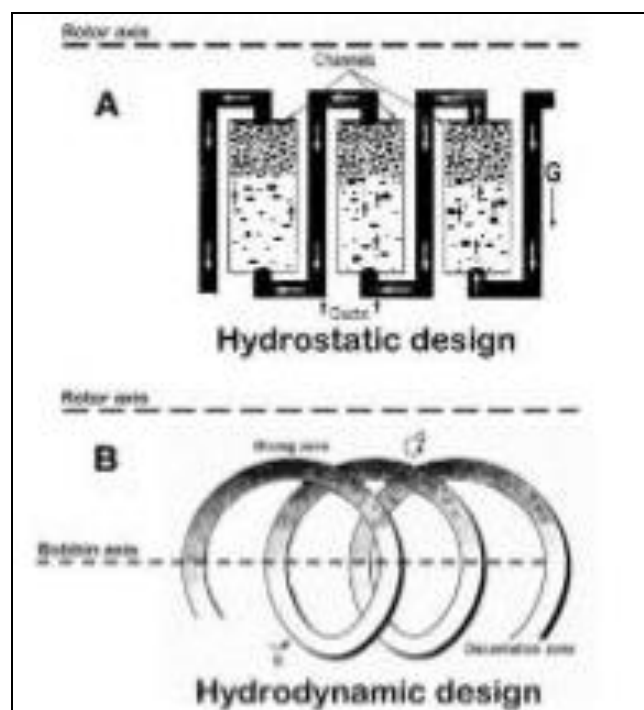 Rotor axis
Channels
A
G
Ducts
Hydrostatic design
Rotor axis
B
Mixing zone
Bobbin axis
Decantation zone
Hydrodynamic design